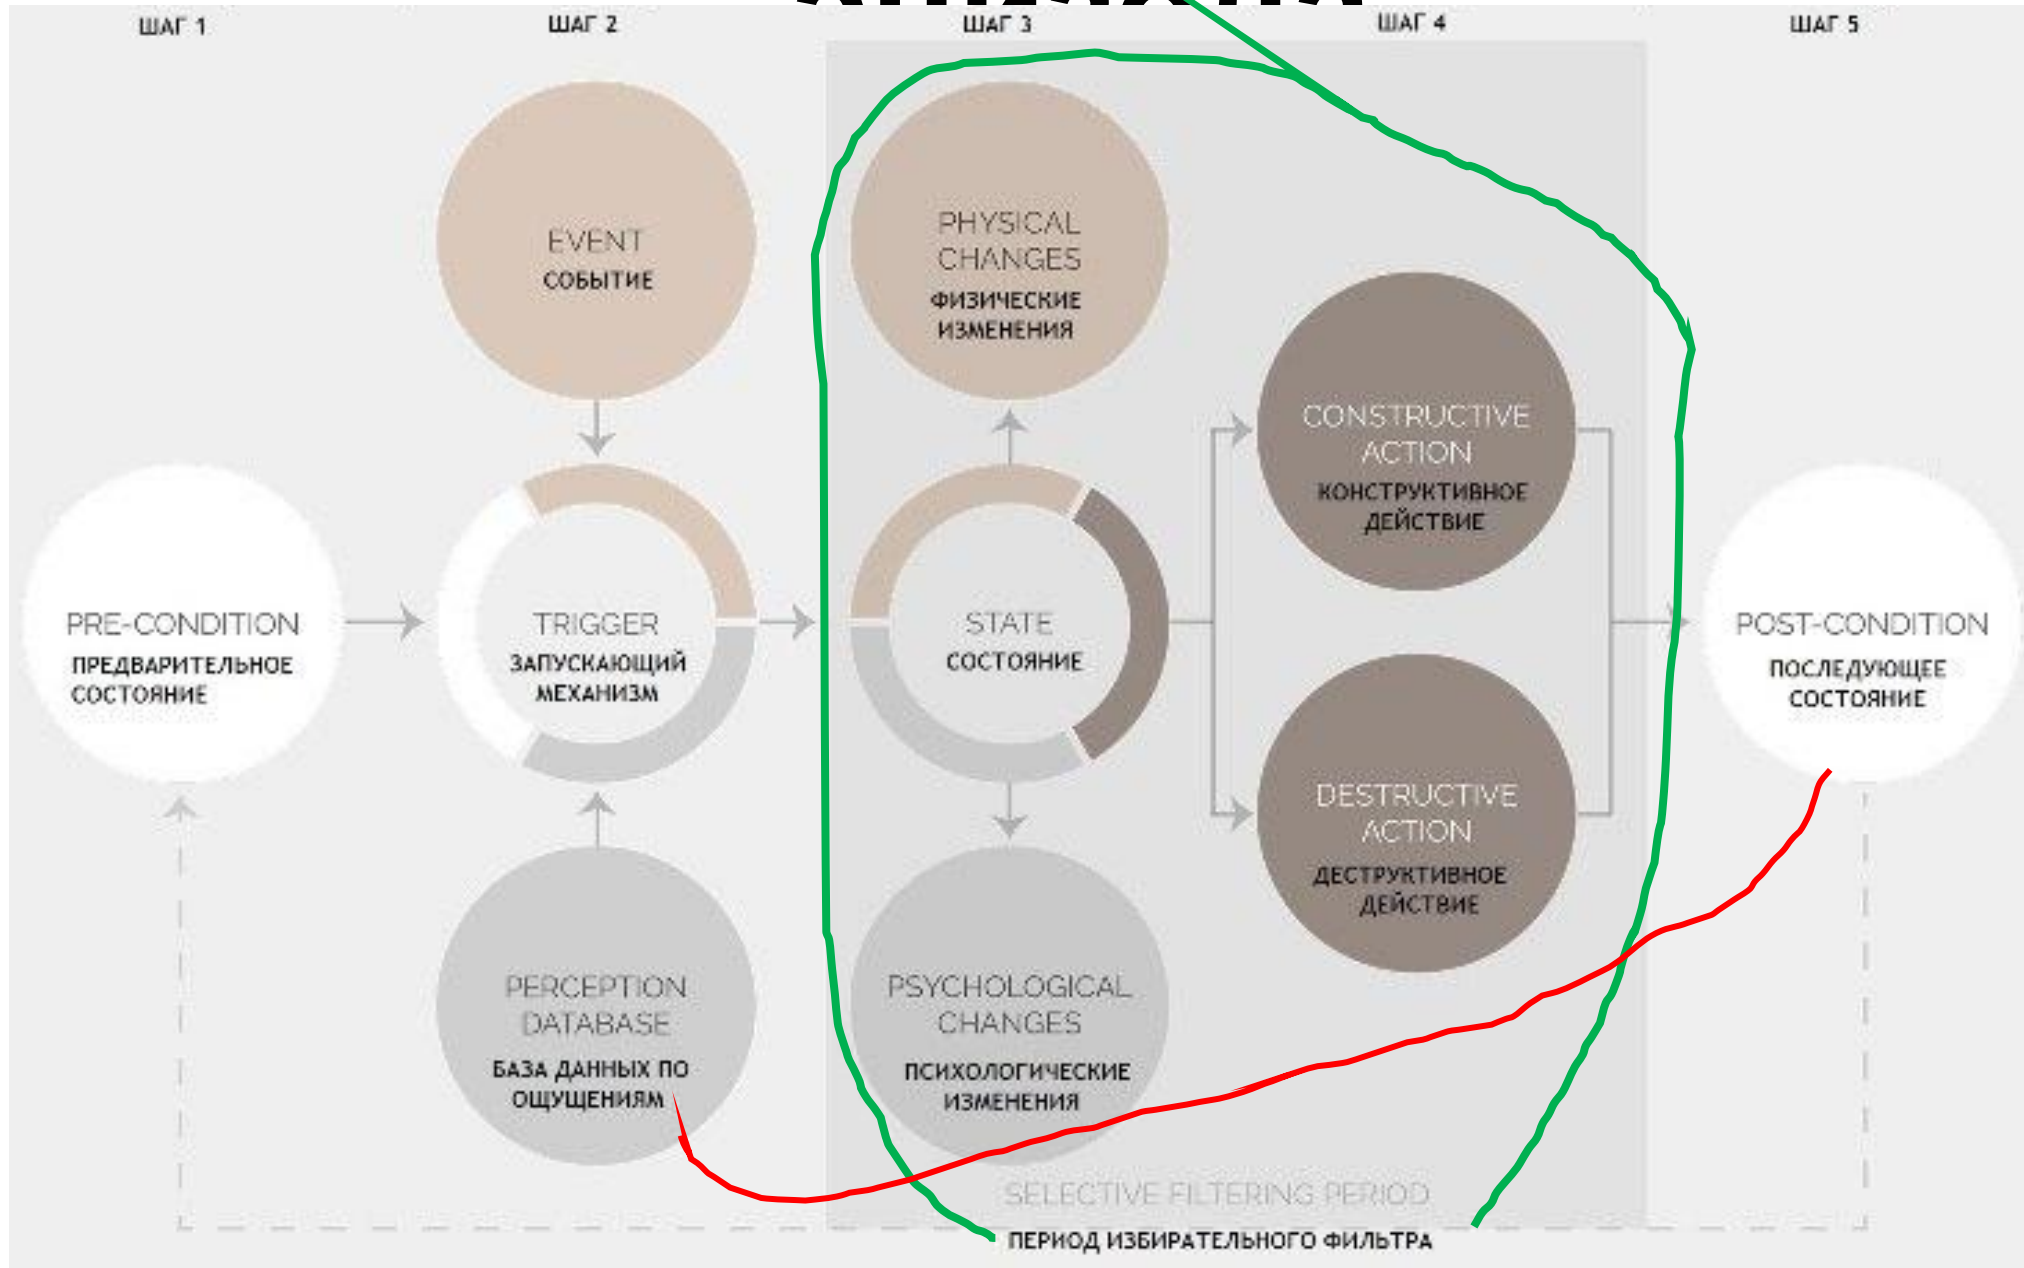 ШАГ 1
ШАГ 2
ШАГ 3
ШАГ 4
ШАГ 5
EVENT
СОБЫТИЕ
PHYSICAL
CHANGES
ФИЗИЧЕСКИЕ
ИЗМЕНЕНИЯ
CONSTRUCTIVE
ACTION
КОНСТРУКТИВНОЕ
ДЕЙСТВИЕ
PRE-CONDITION
ПРЕДВАРИТЕЛЬНОЕ
СОСТОЯНИЕ
TRIGGER
ЗАПУСКАЮЩИЙ
МЕХАНИЗМ
STATE
СОСТОЯНИЕ
POST-CONDITION
ПОСЛЕДУЮЩЕЕ
СОСТОЯНИЕ
DESTRUCTIVE
ACTION
ДЕСТРУКТИВНОЕ
ДЕЙСТВИЕ
PERCEPTION
DATABASE
БАЗА ДАННЫХ ПО
ОЩУЩЕНИЯМ
PSYCHOLOGICAL
CHANGES
ПСИХОЛОГИЧЕСКИЕ
ИЗМЕНЕНИЯ
SELECTIVE FILTERING PERIOD
ПЕРИОД ИЗБИРАТЕЛЬНОГО ФИЛЬТРА